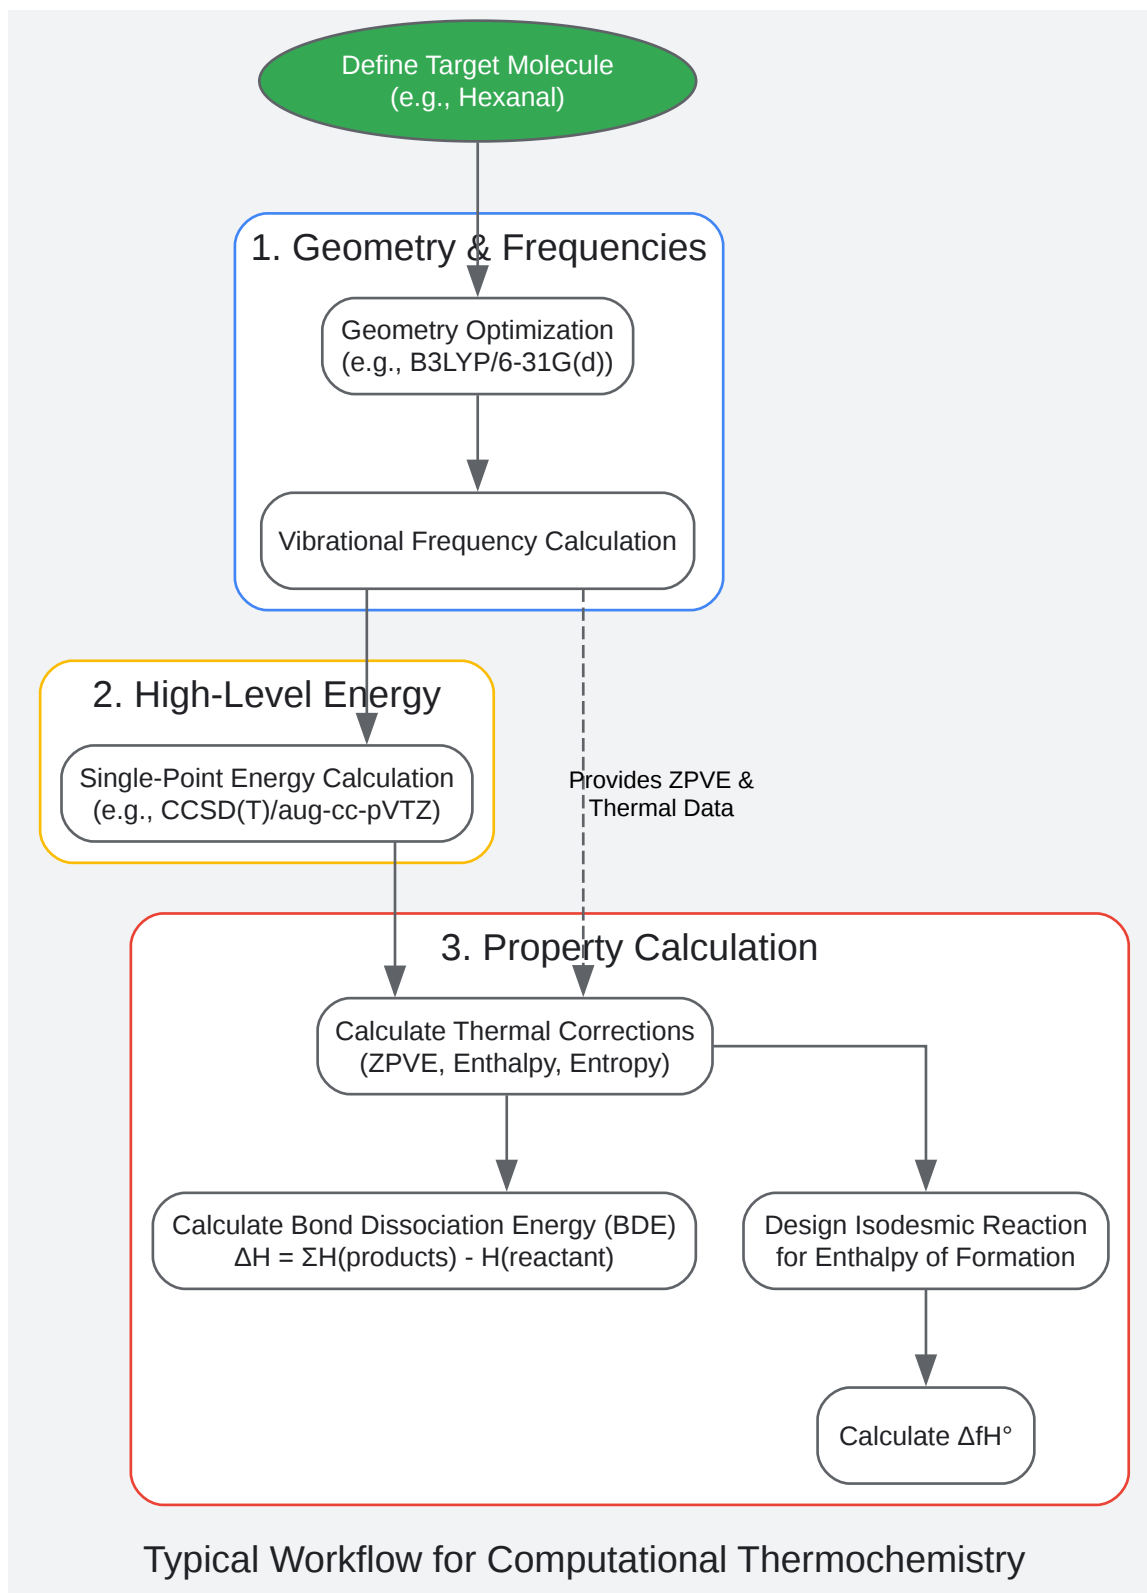 Define Target Molecule
(e.g., Hexanal)
1. Geometry & Frequencies
Geometry Optimization
(e.g., B3LYP/6-31G(d))
Vibrational Frequency Calculation
2. High-Level Energy
Single-Point Energy Calculation
(e.g., CCSD(T)/aug-cc-pVTZ)
Provides ZPVE &
Thermal Data
3. Property Calculation
Calculate Thermal Corrections
(ZPVE, Enthalpy, Entropy)
Calculate Bond Dissociation Energy (BDE)
ΔH = ΣH(products) - H(reactant)
Design Isodesmic Reaction
for Enthalpy of Formation
Calculate ΔfH°
Typical Workflow for Computational Thermochemistry